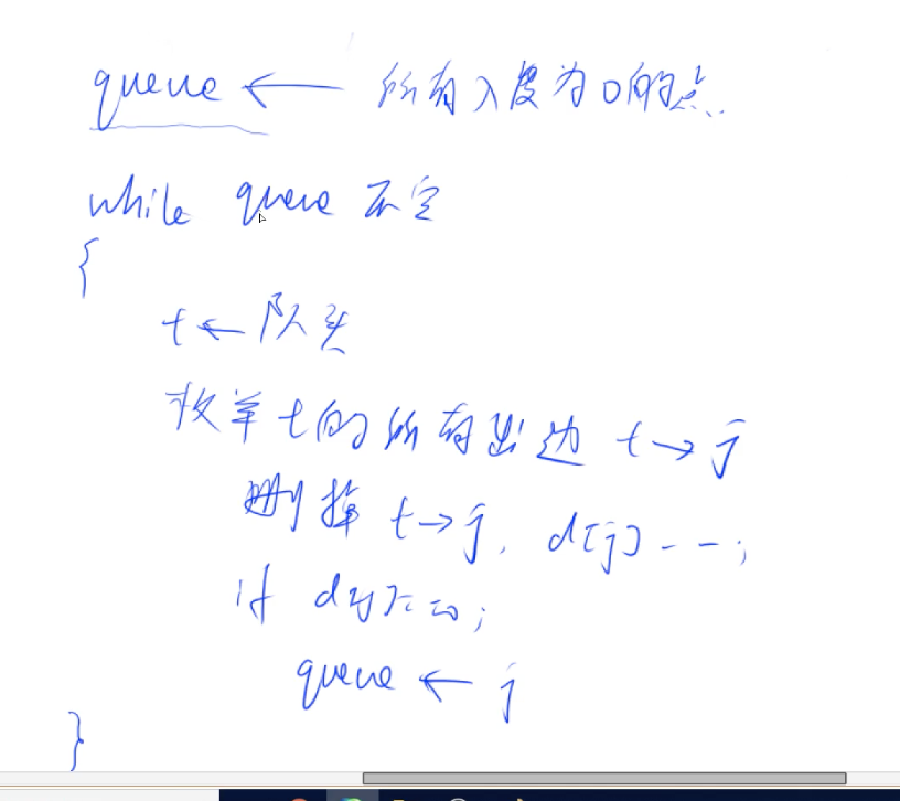 queue ← 所有入度为0的点
while queue 不空
{
t ← 队头
枚举t的所有出边 t→j
删掉 t→j, d[j]--;
if d[j]==0;
queue ← j
}